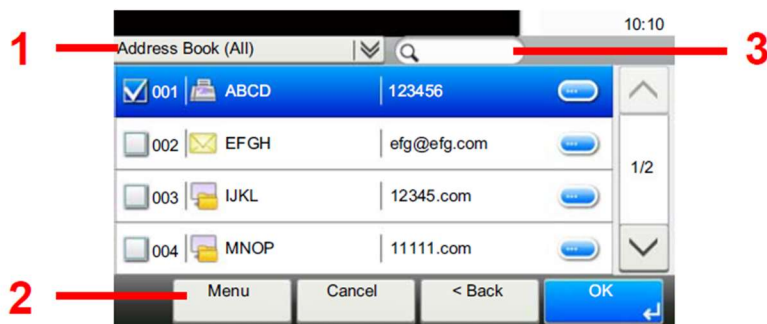 10:10
1 Address Book (All) 3
001 ABCD 123456
002 EFGH efg@efg.com
1/2
003 IJKL 12345.com
004 MNOP 11111.com
2 Menu Cancel < Back OK